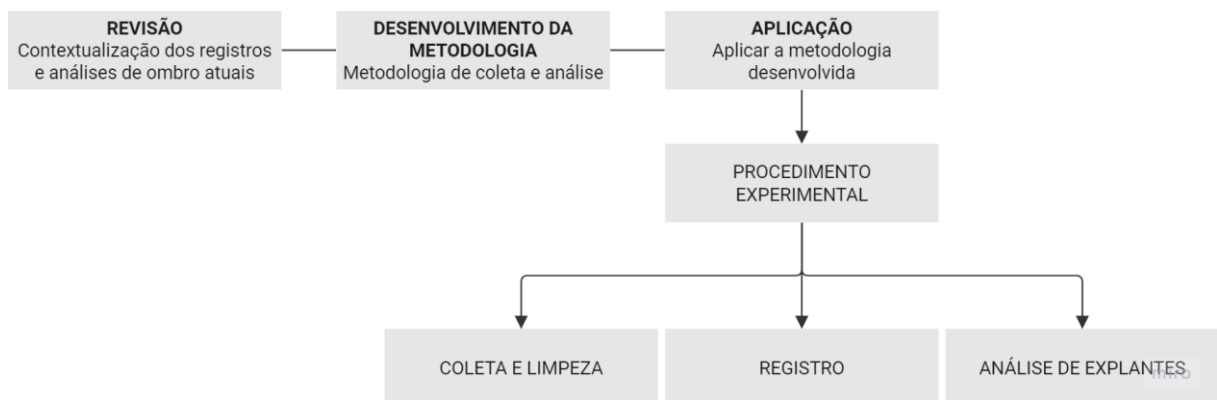 REVISÃO
Contextualização dos registros
e análises de ombro atuais
DESENVOLVIMENTO DA
METODOLOGIA
Metodologia de coleta e análise
APLICAÇÃO
Aplicar a metodologia
desenvolvida
PROCEDIMENTO
EXPERIMENTAL
COLETA E LIMPEZA
REGISTRO
ANÁLISE DE EXPLANTES
miro